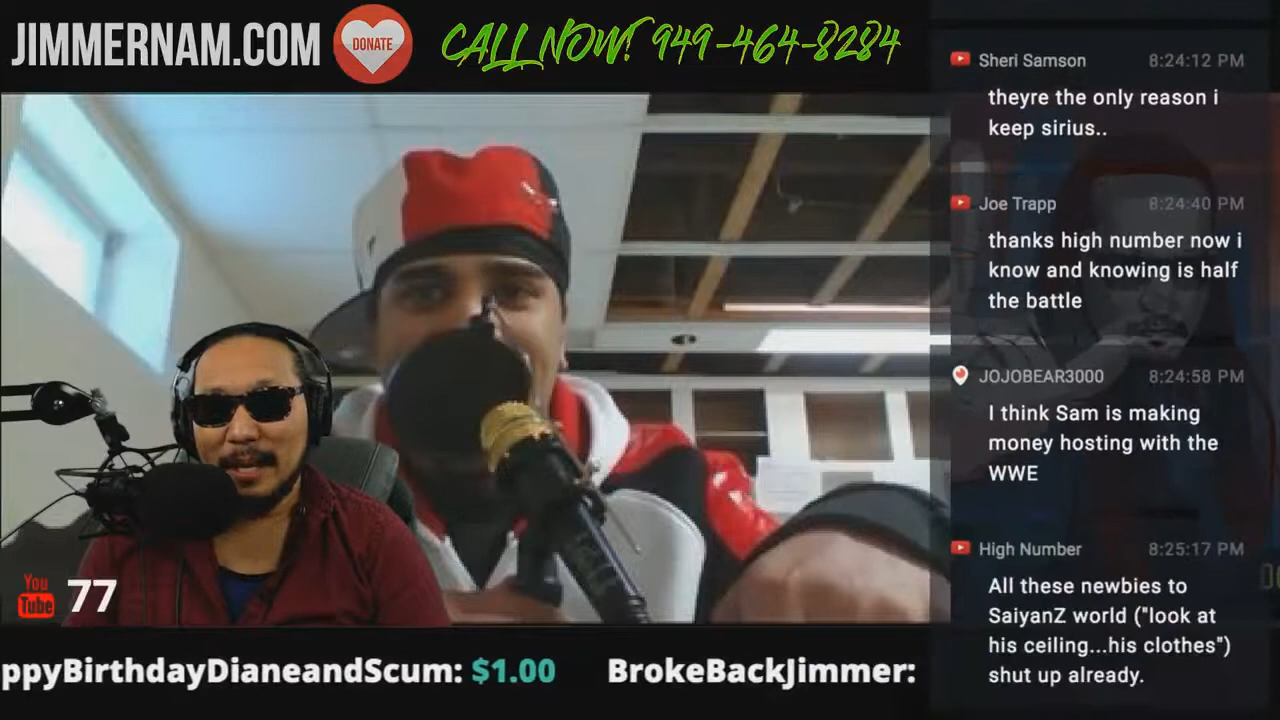 JIMMERNAM.COM
DONATE
CALL NOW! 949-464-8284
Sheri Samson 8:24:12 PM
theyre the only reason i
keep sirius..
Joe Trapp 8:24:40 PM
thanks high number now i
know and knowing is half
the battle
JOJOBEAR3000 8:24:58 PM
I think Sam is making
money hosting with the
WWE
High Number 8:25:17 PM
All these newbies to
SaiyanZ world ("look at
his ceiling...his clothes")
shut up already.
You
Tube 77
ppyBirthdayDianeandScum: $1.00 BrokeBackJimmer: